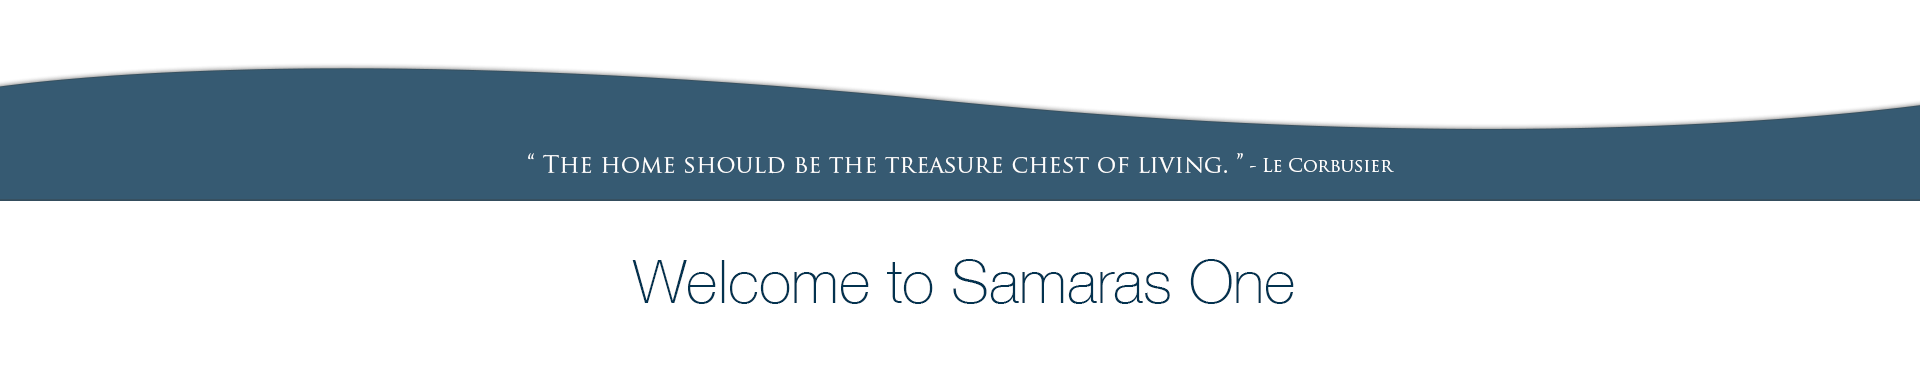 “ The home should be the treasure chest of living. ” - Le Corbusier
Welcome to Samaras One